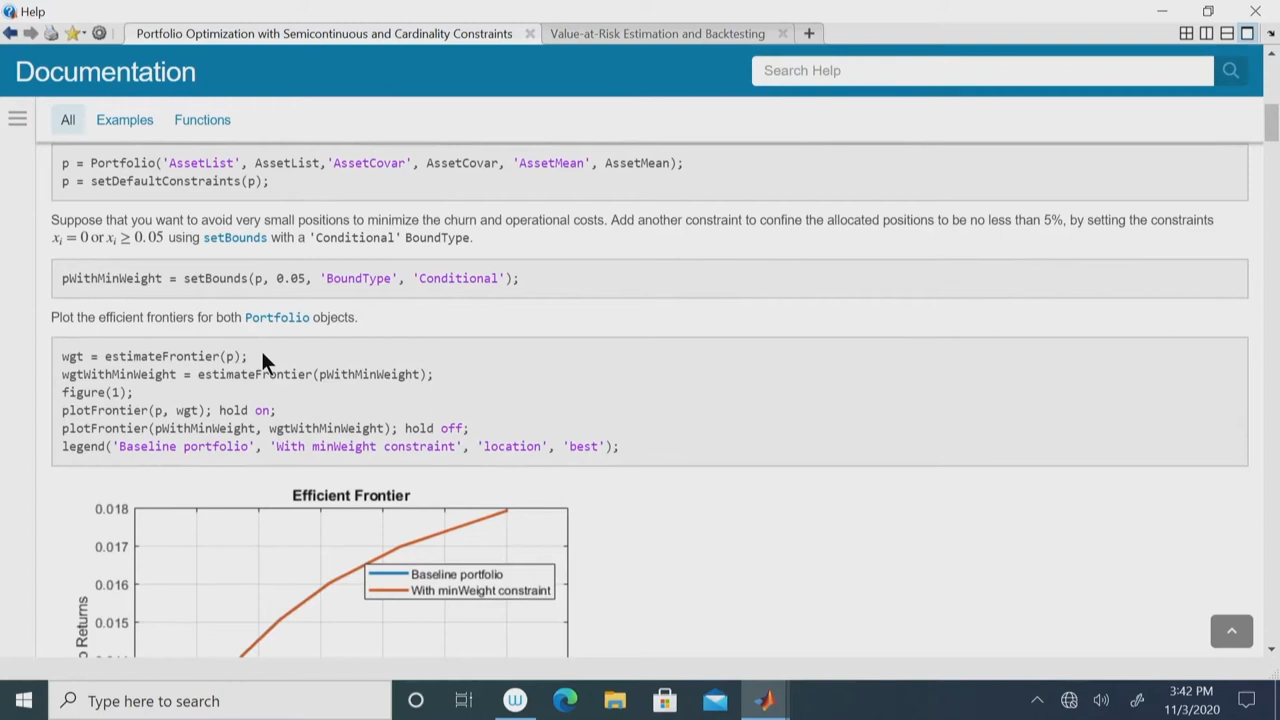 Help
Portfolio Optimization with Semicontinuous and Cardinality Constraints
Value-at-Risk Estimation and Backtesting
Documentation
Search Help
All
Examples
Functions
p = Portfolio('AssetList', AssetList,'AssetCovar', AssetCovar, 'AssetMean', AssetMean);
p = setDefaultConstraints(p);
Suppose that you want to avoid very small positions to minimize the churn and operational costs. Add another constraint to confine the allocated positions to be no less than 5%, by setting the constraints
xᵢ = 0 or xᵢ ≥ 0.05 using setBounds with a 'Conditional' BoundType.
pWithMinWeight = setBounds(p, 0.05, 'BoundType', 'Conditional');
Plot the efficient frontiers for both Portfolio objects.
wgt = estimateFrontier(p);
wgtWithMinWeight = estimateFrontier(pWithMinWeight);
figure(1);
plotFrontier(p, wgt); hold on;
plotFrontier(pWithMinWeight, wgtWithMinWeight); hold off;
legend('Baseline portfolio', 'With minWeight constraint', 'location', 'best');
Efficient Frontier
0.018
0.017
0.016
0.015
Returns
Baseline portfolio
With minWeight constraint
Type here to search
3:42 PM
11/3/2020